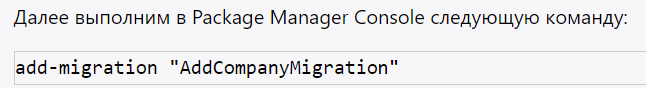 Далее выполним в Package Manager Console следующую команду:
add-migration "AddCompanyMigration"